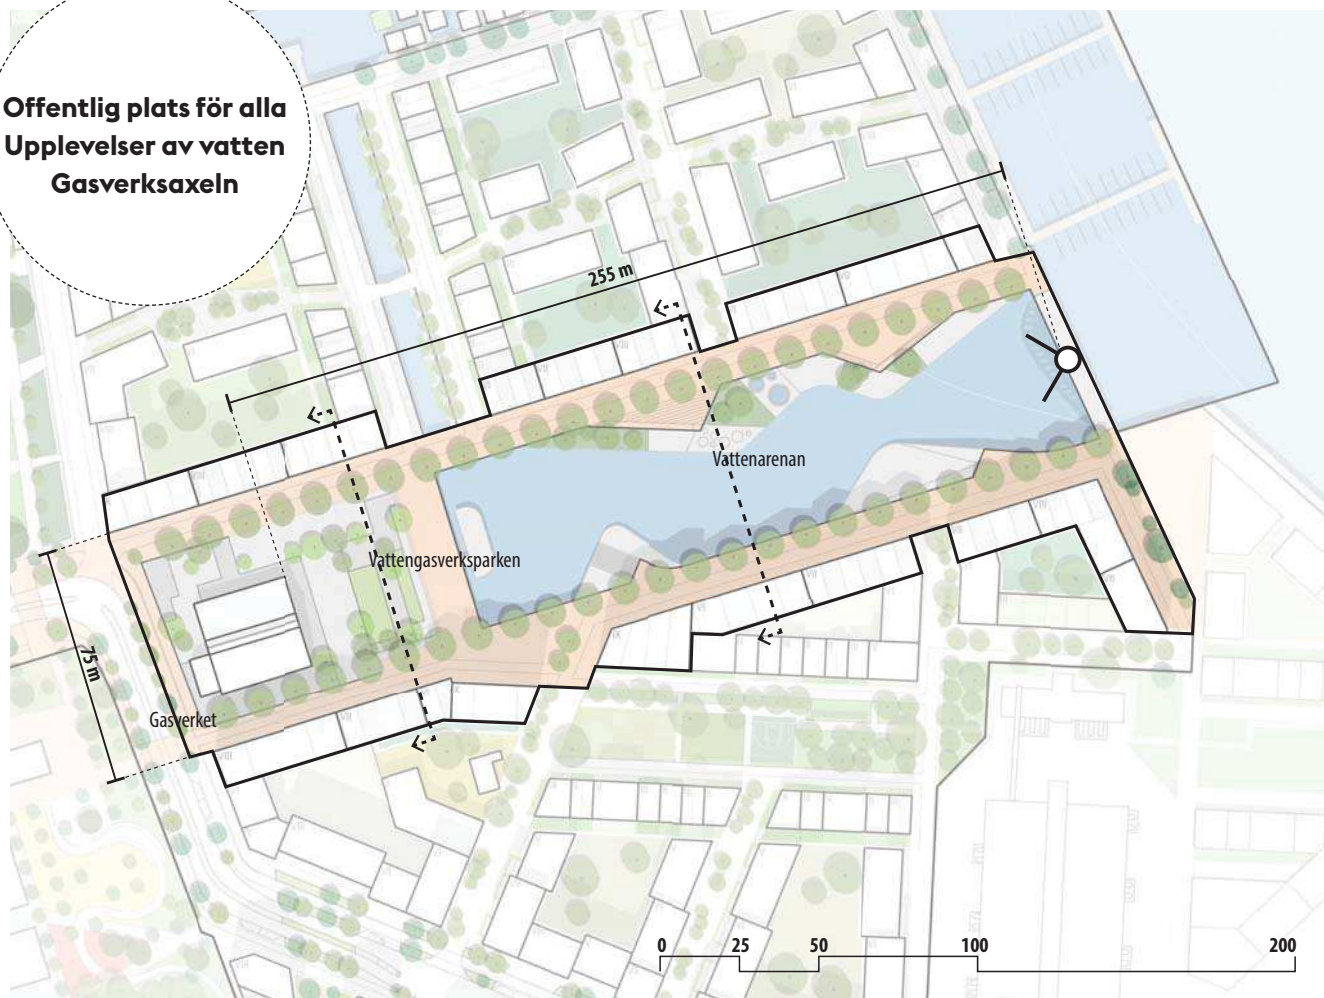 Offentlig plats för alla
Upplevelser av vatten
Gasverksaxeln
255 m
Vattenarenan
Vattengasverksparken
75 m
Gasverket
0 25 50 100 200